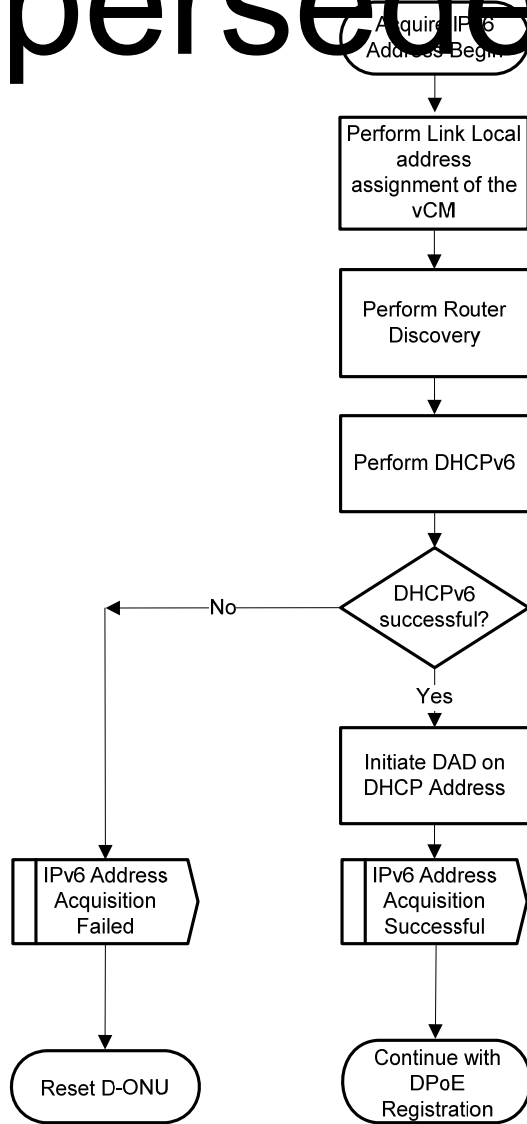 perseded
Acquire IPv6
Address Begin
Perform Link Local
address
assignment of the
vCM
Perform Router
Discovery
Perform DHCPv6
DHCPv6
successful?
No
Yes
Initiate DAD on
DHCP Address
IPv6 Address
Acquisition
Failed
IPv6 Address
Acquisition
Successful
Reset D-ONU
Continue with
DPoE
Registration